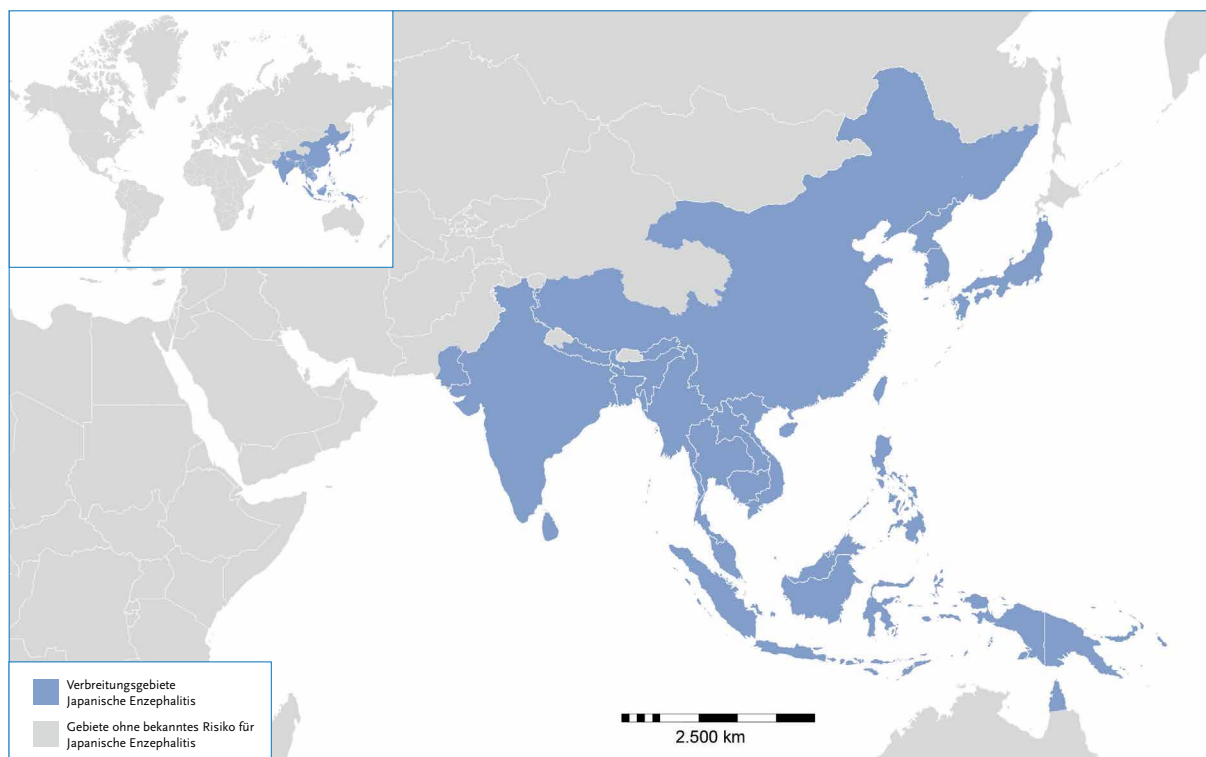 Verbreitungsgebiete
Japanische Enzephalitis
Gebiete ohne bekanntes Risiko für
Japanische Enzephalitis
2.500 km